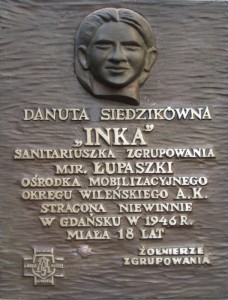 DANUTA SIEDZIKÓWNA
„INKA"
SANITARIUSZKA ZGRUPOWANIA
MJR. ŁUPASZKI
OŚRODKA MOBILIZACYJNEGO
OKRĘGU WILEŃSKIEGO A.K.
STRACONA NIEWINNIE
W GDAŃSKU W 1946 R.
MIAŁA 18 LAT
ŻOŁNIERZE
ZGRUPOWANIA